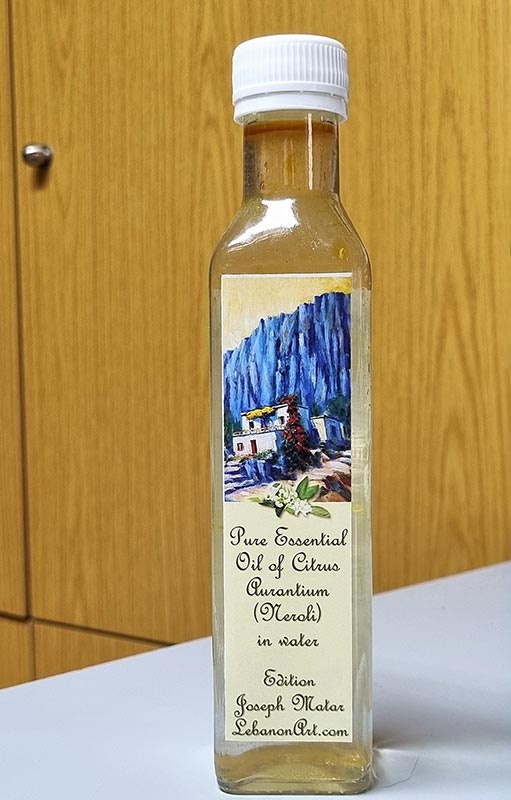 Pure Essential
Oil of Citrus
Aurantium
(Neroli)
in water
Edition
Joseph Matar
LebanonArt.com